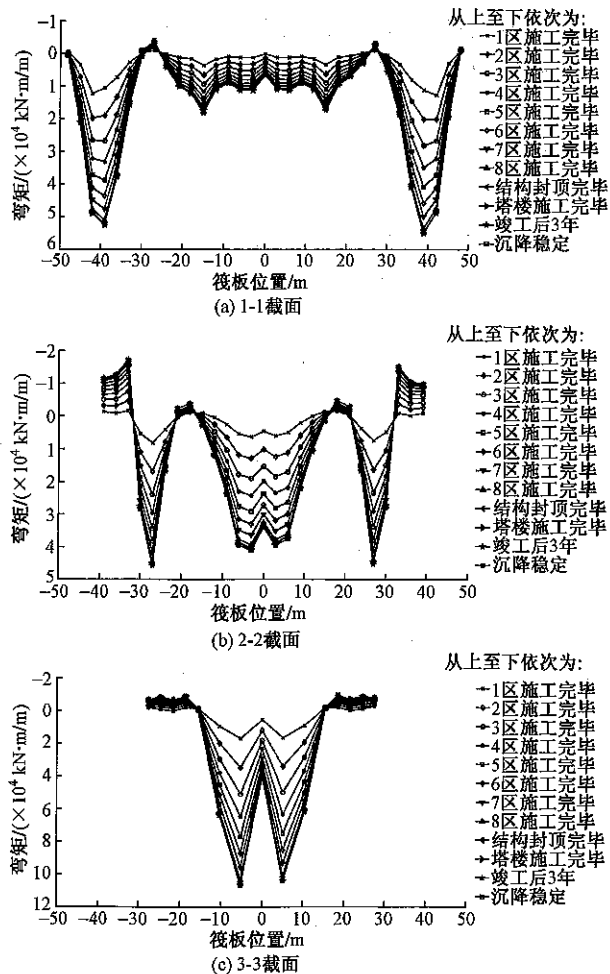 从上至下依次为:
1区施工完毕
2区施工完毕
3区施工完毕
4区施工完毕
5区施工完毕
6区施工完毕
7区施工完毕
8区施工完毕
结构封顶完毕
塔楼施工完毕
竣工后3年
沉降稳定
弯矩/(×10⁴ kN·m/m)
-1
0
1
2
3
4
5
6
-50 -40 -30 -20 -10 0 10 20 30 40 50
筏板位置/m
(a) 1-1截面
从上至下依次为:
1区施工完毕
2区施工完毕
3区施工完毕
4区施工完毕
5区施工完毕
6区施工完毕
7区施工完毕
8区施工完毕
结构封顶完毕
塔楼施工完毕
竣工后3年
沉降稳定
弯矩/(×10⁴ kN·m/m)
-2
-1
0
1
2
3
4
5
-50 -40 -30 -20 -10 0 10 20 30 40 50
筏板位置/m
(b) 2-2截面
从上至下依次为:
1区施工完毕
2区施工完毕
3区施工完毕
4区施工完毕
5区施工完毕
6区施工完毕
7区施工完毕
8区施工完毕
结构封顶完毕
塔楼施工完毕
竣工后3年
沉降稳定
弯矩/(×10⁴ kN·m/m)
-2
0
2
4
6
8
10
12
-50 -40 -30 -20 -10 0 10 20 30 40 50
筏板位置/m
(c) 3-3截面